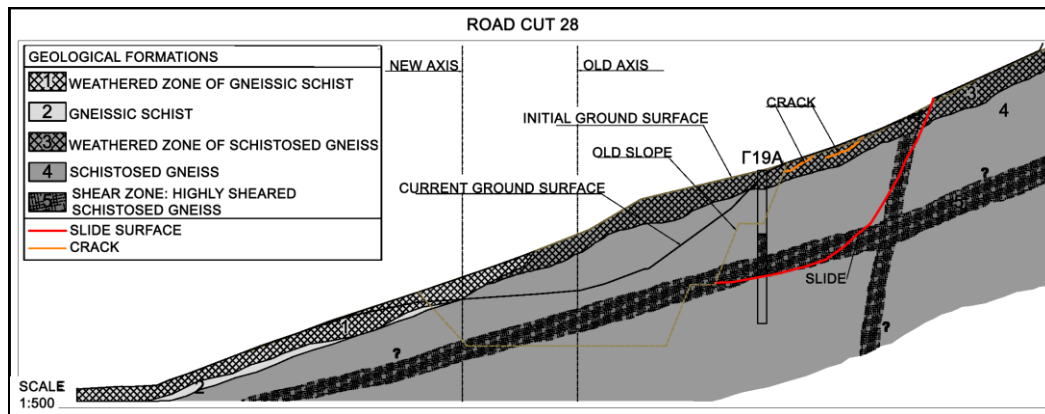 ROAD CUT 28
GEOLOGICAL FORMATIONS
1 WEATHERED ZONE OF GNEISSIC SCHIST
2 GNEISSIC SCHIST
3 WEATHERED ZONE OF SCHISTOSED GNEISS
4 SCHISTOSED GNEISS
5 SHEAR ZONE: HIGHLY SHEARED
SCHISTOSED GNEISS
SLIDE SURFACE
CRACK
NEW AXIS
OLD AXIS
INITIAL GROUND SURFACE
CRACK
OLD SLOPE
Γ19A
CURRENT GROUND SURFACE
3
4
?
5
SLIDE
1
?
?
2
SCALE
1:500